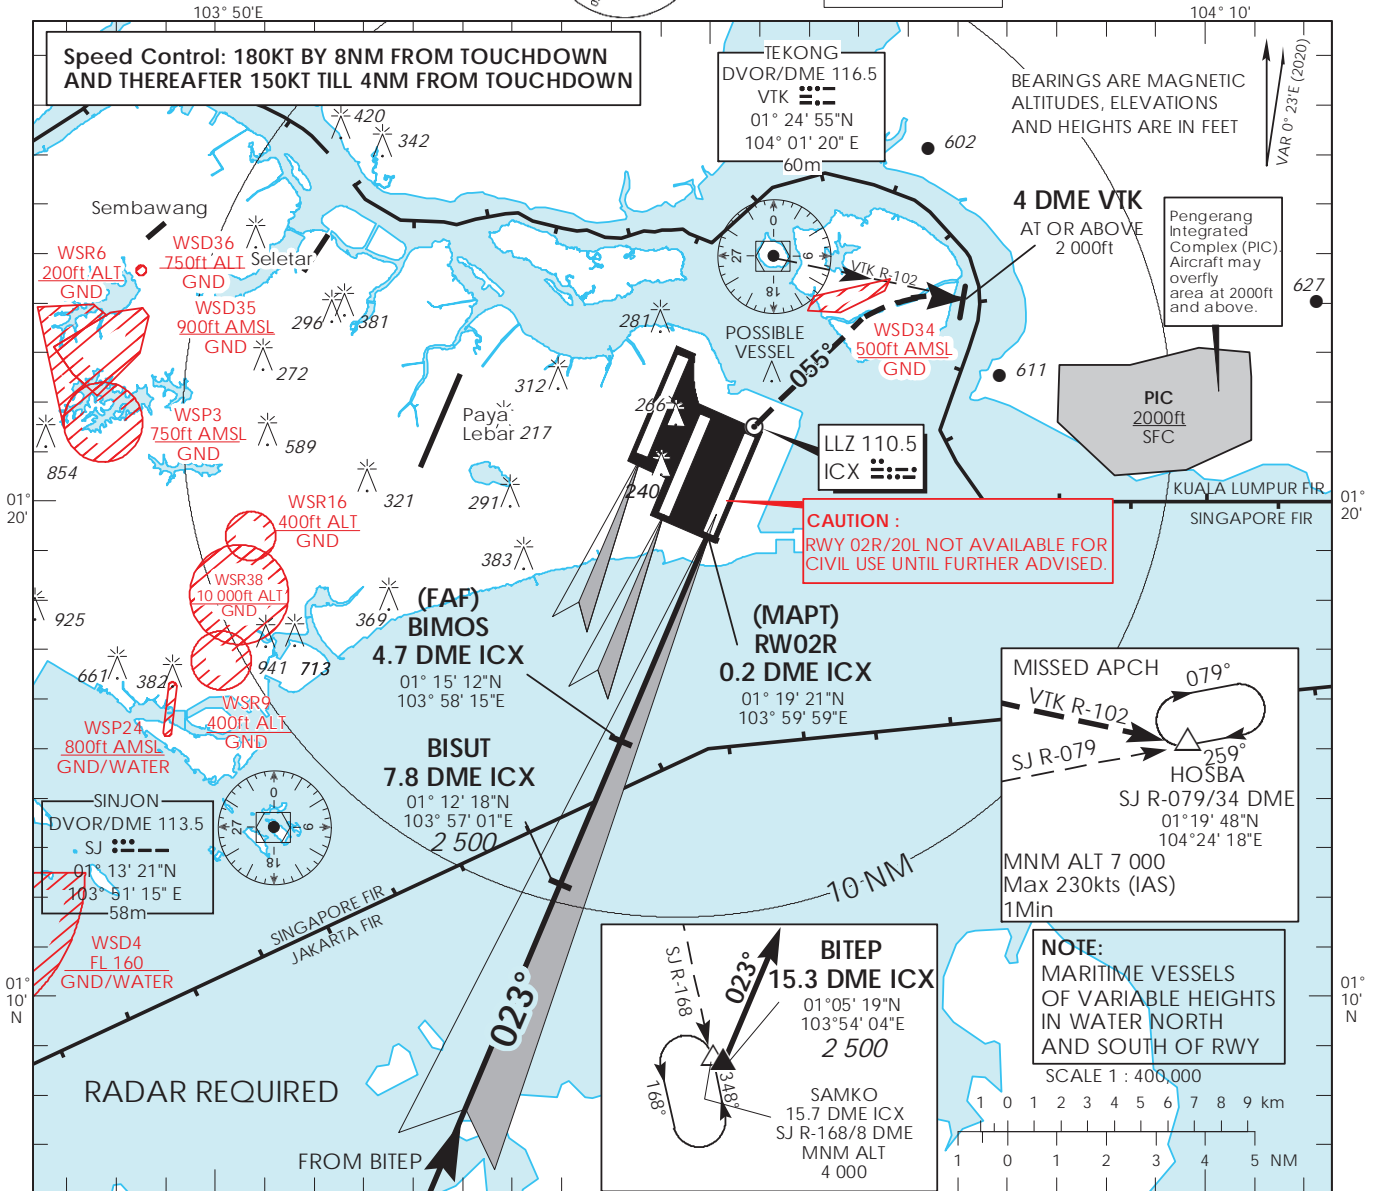 103° 50'E
104° 10'
Speed Control: 180KT BY 8NM FROM TOUCHDOWN
AND THEREAFTER 150KT TILL 4NM FROM TOUCHDOWN
TEKONG
DVOR/DME 116.5
VTK
01° 24' 55"N
104° 01' 20" E
60m
BEARINGS ARE MAGNETIC
ALTITUDES, ELEVATIONS
AND HEIGHTS ARE IN FEET
VAR 0° 23'E (2020)
420
342
602
Sembawang
WSR6
200ft ALT
GND
WSD36
750ft ALT
GND
Seletar
WSD35
900ft AMSL
GND
296
381
272
281
312
0
9
18
27
VTK R-102
4 DME VTK
AT OR ABOVE
2 000ft
Pengerang
Integrated
Complex (PIC).
Aircraft may
overfly
area at 2000ft
and above.
627
POSSIBLE
VESSEL
WSD34
500ft AMSL
GND
055°
611
PIC
2000ft
SFC
WSP3
750ft AMSL
GND
854
589
Paya
Lebar
217
266
240
LLZ 110.5
ICX
321
291
01°
20'
KUALA LUMPUR FIR
SINGAPORE FIR
01°
20'
WSR16
400ft ALT
GND
CAUTION :
RWY 02R/20L NOT AVAILABLE FOR
CIVIL USE UNTIL FURTHER ADVISED.
383
WSR38
10 000ft ALT
GND
925
369
(FAF)
BIMOS
4.7 DME ICX
01° 15' 12"N
103° 58' 15"E
(MAPT)
RW02R
0.2 DME ICX
01° 19' 21"N
103° 59' 59"E
661
382
941
713
WSR9
400ft ALT
GND
WSP24
800ft AMSL
GND/WATER
MISSED APCH
VTK R-102
SJ R-079
079°
259°
HOSBA
SJ R-079/34 DME
01°19' 48"N
104°24' 18"E
MNM ALT 7 000
Max 230kts (IAS)
1Min
BISUT
7.8 DME ICX
01° 12' 18"N
103° 57' 01"E
2 500
SINJON
DVOR/DME 113.5
SJ
01° 13' 21"N
103° 51' 15" E
58m
0
9
18
27
10 NM
SINGAPORE FIR
JAKARTA FIR
WSD4
FL 160
GND/WATER
01°
10'
N
023°
SJ R-168
023°
BITEP
15.3 DME ICX
01°05' 19"N
103°54' 04"E
2 500
168°
348°
SAMKO
15.7 DME ICX
SJ R-168/8 DME
MNM ALT
4 000
NOTE:
MARITIME VESSELS
OF VARIABLE HEIGHTS
IN WATER NORTH
AND SOUTH OF RWY
01°
10'
N
SCALE 1 : 400,000
1 0 1 2 3 4 5 6 7 8 9 km
1 0 1 2 3 4 5 NM
RADAR REQUIRED
FROM BITEP